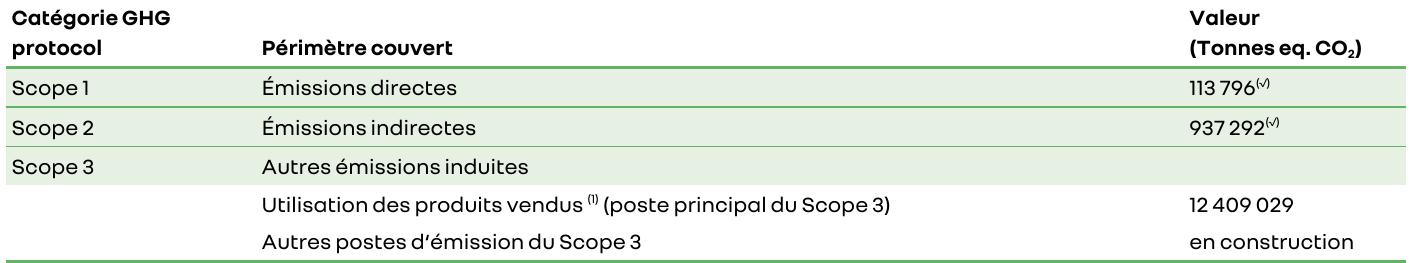 Catégorie GHG protocol Périmètre couvert Valeur (Tonnes eq. CO₂)
Scope 1 Émissions directes 113 796(√)
Scope 2 Émissions indirectes 937 292(√)
Scope 3 Autres émissions induites
Utilisation des produits vendus (1) (poste principal du Scope 3) 12 409 029
Autres postes d’émission du Scope 3 en construction